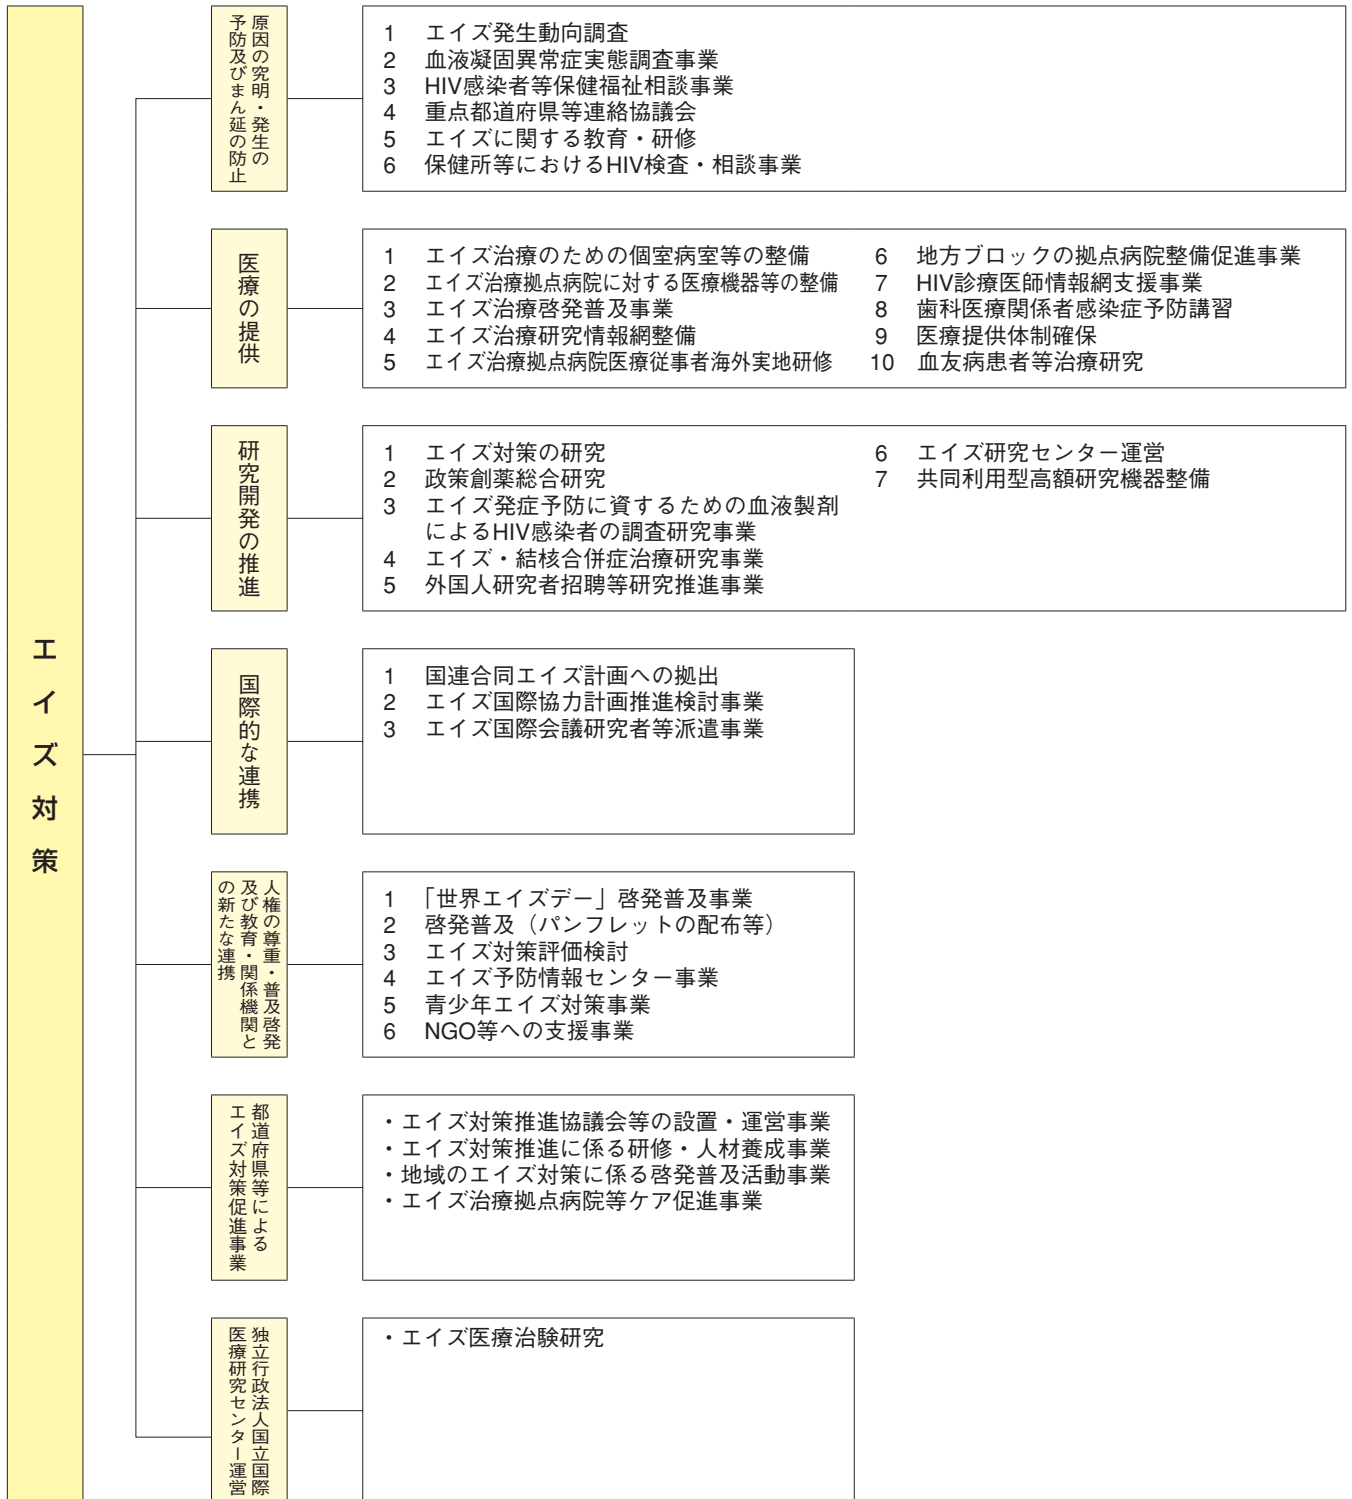 エイズ対策
原因の究明・発生の
予防及びまん延の防止
1 エイズ発生動向調査
2 血液凝固異常症実態調査事業
3 HIV感染者等保健福祉相談事業
4 重点都道府県等連絡協議会
5 エイズに関する教育・研修
6 保健所等におけるHIV検査・相談事業
医療の提供
1 エイズ治療のための個室病室等の整備
2 エイズ治療拠点病院に対する医療機器等の整備
3 エイズ治療啓発普及事業
4 エイズ治療研究情報網整備
5 エイズ治療拠点病院医療従事者海外実地研修
6 地方ブロックの拠点病院整備促進事業
7 HIV診療医師情報網支援事業
8 歯科医療関係者感染症予防講習
9 医療提供体制確保
10 血友病患者等治療研究
研究開発の推進
1 エイズ対策の研究
2 政策創薬総合研究
3 エイズ発症予防に資するための血液製剤
によるHIV感染者の調査研究事業
4 エイズ・結核合併症治療研究事業
5 外国人研究者招聘等研究推進事業
6 エイズ研究センター運営
7 共同利用型高額研究機器整備
国際的な連携
1 国連合同エイズ計画への拠出
2 エイズ国際協力計画推進検討事業
3 エイズ国際会議研究者等派遣事業
人権の尊重・普及啓発
及び教育・関係機関と
の新たな連携
1 「世界エイズデー」啓発普及事業
2 啓発普及（パンフレットの配布等）
3 エイズ対策評価検討
4 エイズ予防情報センター事業
5 青少年エイズ対策事業
6 NGO等への支援事業
都道府県等による
エイズ対策促進事業
・エイズ対策推進協議会等の設置・運営事業
・エイズ対策推進に係る研修・人材養成事業
・地域のエイズ対策に係る啓発普及活動事業
・エイズ治療拠点病院等ケア促進事業
独立行政法人国立国際
医療研究センター運営
・エイズ医療治験研究